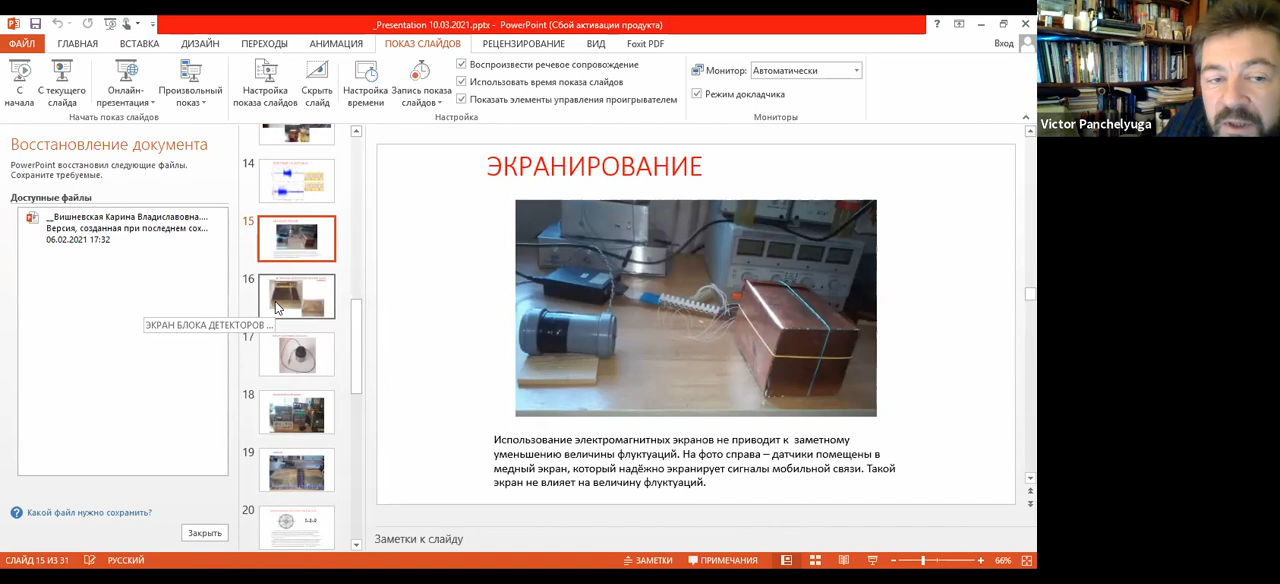 _Presentation 10.03.2021.pptx - PowerPoint (Сбой активации продукта)
?
ФАЙЛ ГЛАВНАЯ ВСТАВКА ДИЗАЙН ПЕРЕХОДЫ АНИМАЦИЯ ПОКАЗ СЛАЙДОВ РЕЦЕНЗИРОВАНИЕ ВИД Foxit PDF Вход
С начала
С текущего слайда
Онлайн-презентация
Произвольный показ
Начать показ слайдов
Настройка показа слайдов
Скрыть слайд
Настройка времени
Запись показа слайдов
Воспроизвести речевое сопровождение
Использовать время показа слайдов
Показать элементы управления проигрывателем
Настройка
Монитор: Автоматически
Режим докладчика
Мониторы
Victor Panchelyuga
Восстановление документа
PowerPoint восстановил следующие файлы.
Сохраните требуемые.
Доступные файлы
__Вишневская Карина Владиславовна....
Версия, созданная при последнем сох...
06.02.2021 17:32
Какой файл нужно сохранить?
Закрыть
14
15
16
ЭКРАН БЛОКА ДЕТЕКТОРОВ ...
17
18
19
20
ЭКРАНИРОВАНИЕ
Использование электромагнитных экранов не приводит к заметному
уменьшению величины флуктуаций. На фото справа – датчики помещены в
медный экран, который надёжно экранирует сигналы мобильной связи. Такой
экран не влияет на величину флуктуаций.
Заметки к слайду
СЛАЙД 15 ИЗ 31 РУССКИЙ ЗАМЕТКИ ПРИМЕЧАНИЯ 66%